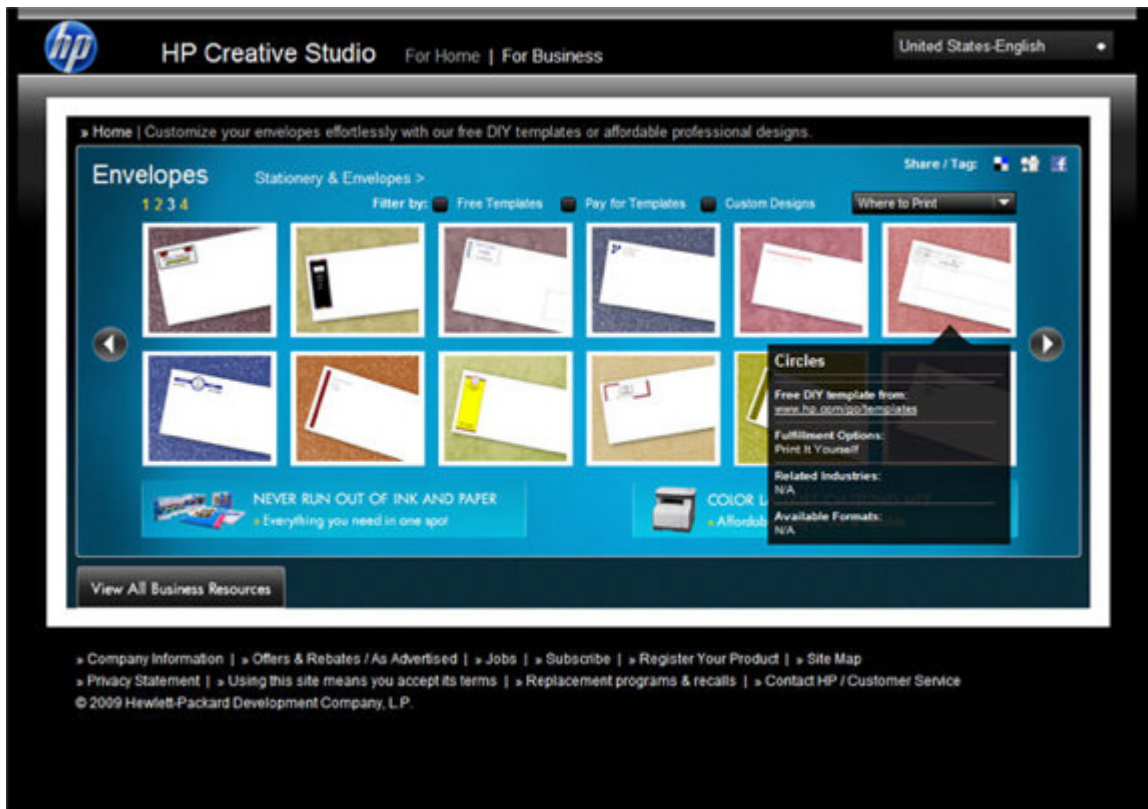 hp
HP Creative Studio For Home | For Business
United States-English
» Home | Customize your envelopes effortlessly with our free DIY templates or affordable professional designs.
Envelopes
Stationery & Envelopes >
Share / Tag:
1 2 3 4
Filter by: Free Templates Pay for Templates Custom Designs
Where to Print
Circles
Free DIY template from:
www.hp.com/go/templates
Fulfillment Options:
Print It Yourself
Related Industries:
N/A
Available Formats:
N/A
NEVER RUN OUT OF INK AND PAPER
Everything you need in one spot
COLOR
View All Business Resources
» Company Information | » Offers & Rebates / As Advertised | » Jobs | » Subscribe | » Register Your Product | » Site Map
» Privacy Statement | » Using this site means you accept its terms | » Replacement programs & recalls | » Contact HP / Customer Service
© 2009 Hewlett-Packard Development Company, L.P.